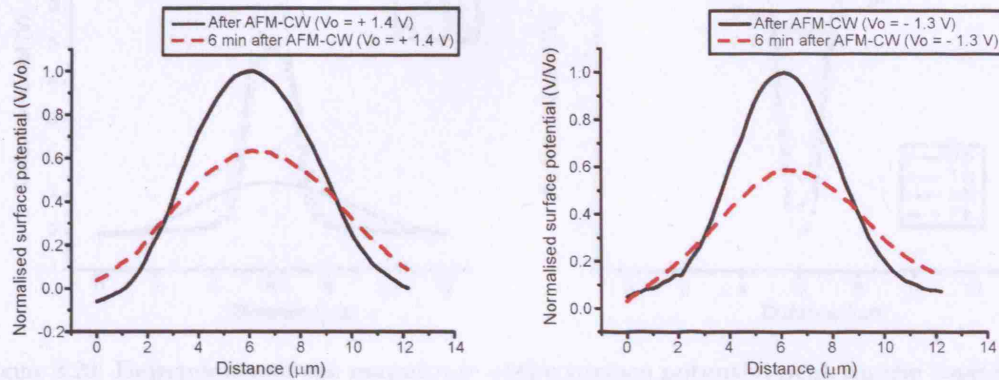 After AFM-CW (Vo = + 1.4 V)
6 min after AFM-CW (Vo = + 1.4 V)
Normalised surface potential (V/Vo)
1.0
0.8
0.6
0.4
0.2
0.0
-0.2
0 2 4 6 8 10 12 14
Distance (μm)
After AFM-CW (Vo = - 1.3 V)
6 min after AFM-CW (Vo = - 1.3 V)
Normalised surface potential (V/Vo)
1.0
0.8
0.6
0.4
0.2
0.0
0 2 4 6 8 10 12 14
Distance (μm)